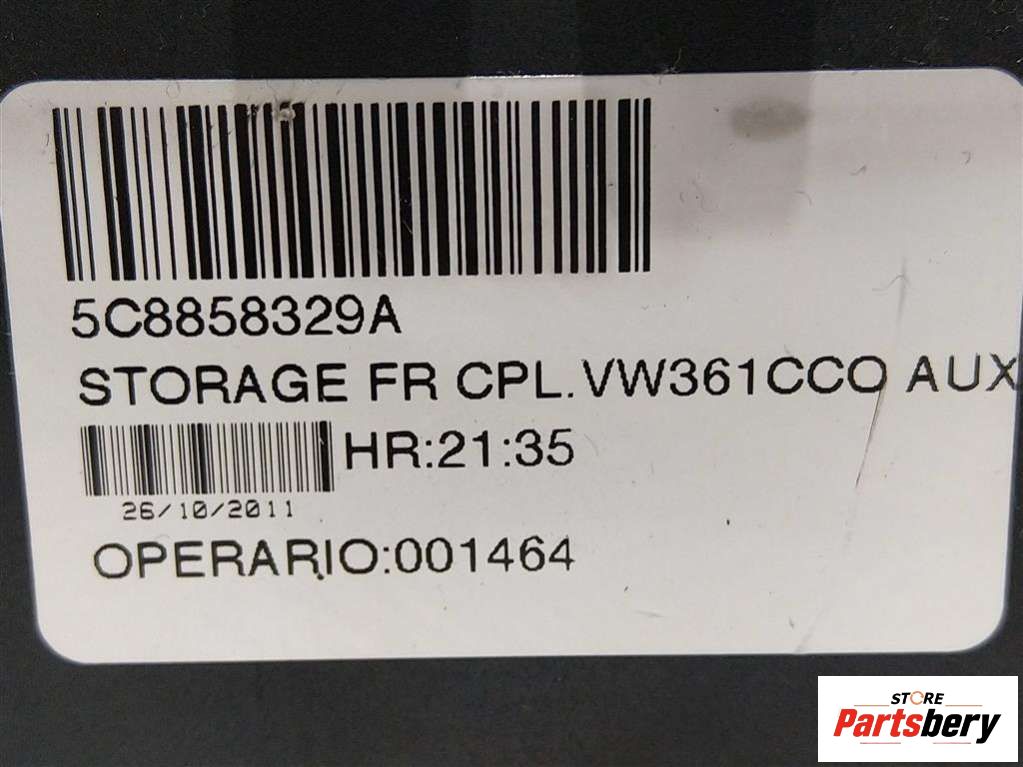 5C8858329A
STORAGE FR CPL.VW361CCO AUX
HR:21:35
26/10/2011
OPERARIO:001464
STORE
Partsbery